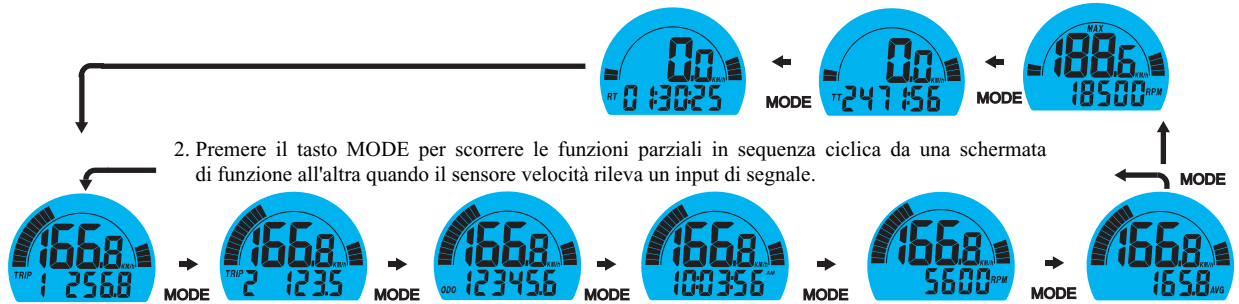 MAX
0.0 KM/h
0.0 KM/h
188.6 KM/h
RT 01:30:25
MODE
TT 2471:56
MODE
18500 RPM
2. Premere il tasto MODE per scorrere le funzioni parziali in sequenza ciclica da una schermata
di funzione all'altra quando il sensore velocità rileva un input di segnale.
MODE
166.8 KM/h
166.8 KM/h
166.8 KM/h
166.8 KM/h
166.8 KM/h
166.8 KM/h
TRIP 1 256.8
MODE
TRIP 2 123.5
MODE
ODO 12345.6
MODE
10:03:56 AM
MODE
5600 RPM
MODE
165.8 AVG